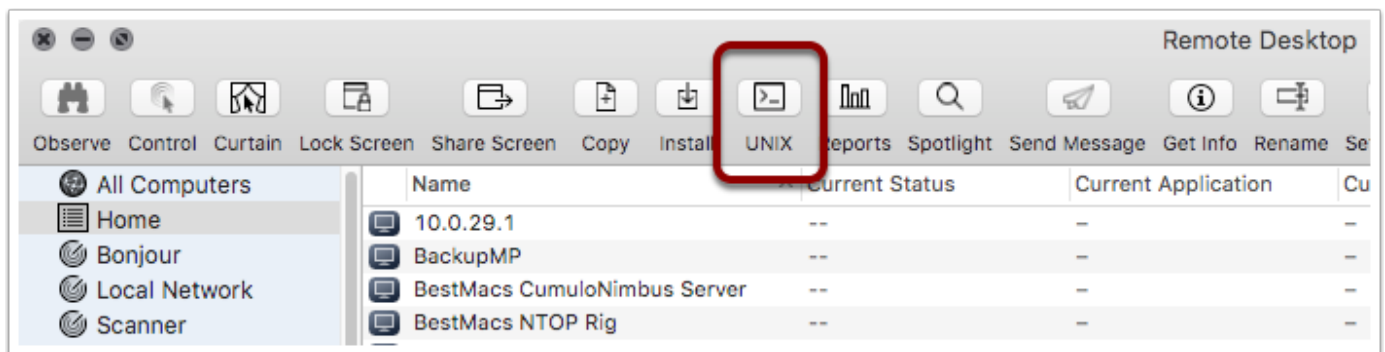 Remote Desktop
Observe Control Curtain Lock Screen Share Screen Copy Install UNIX Reports Spotlight Send Message Get Info Rename Se
All Computers
Name Current Status Current Application Cu
Home
10.0.29.1 -- – –
Bonjour
BackupMP -- – –
Local Network
BestMacs CumuloNimbus Server -- – –
Scanner
BestMacs NTOP Rig -- – –